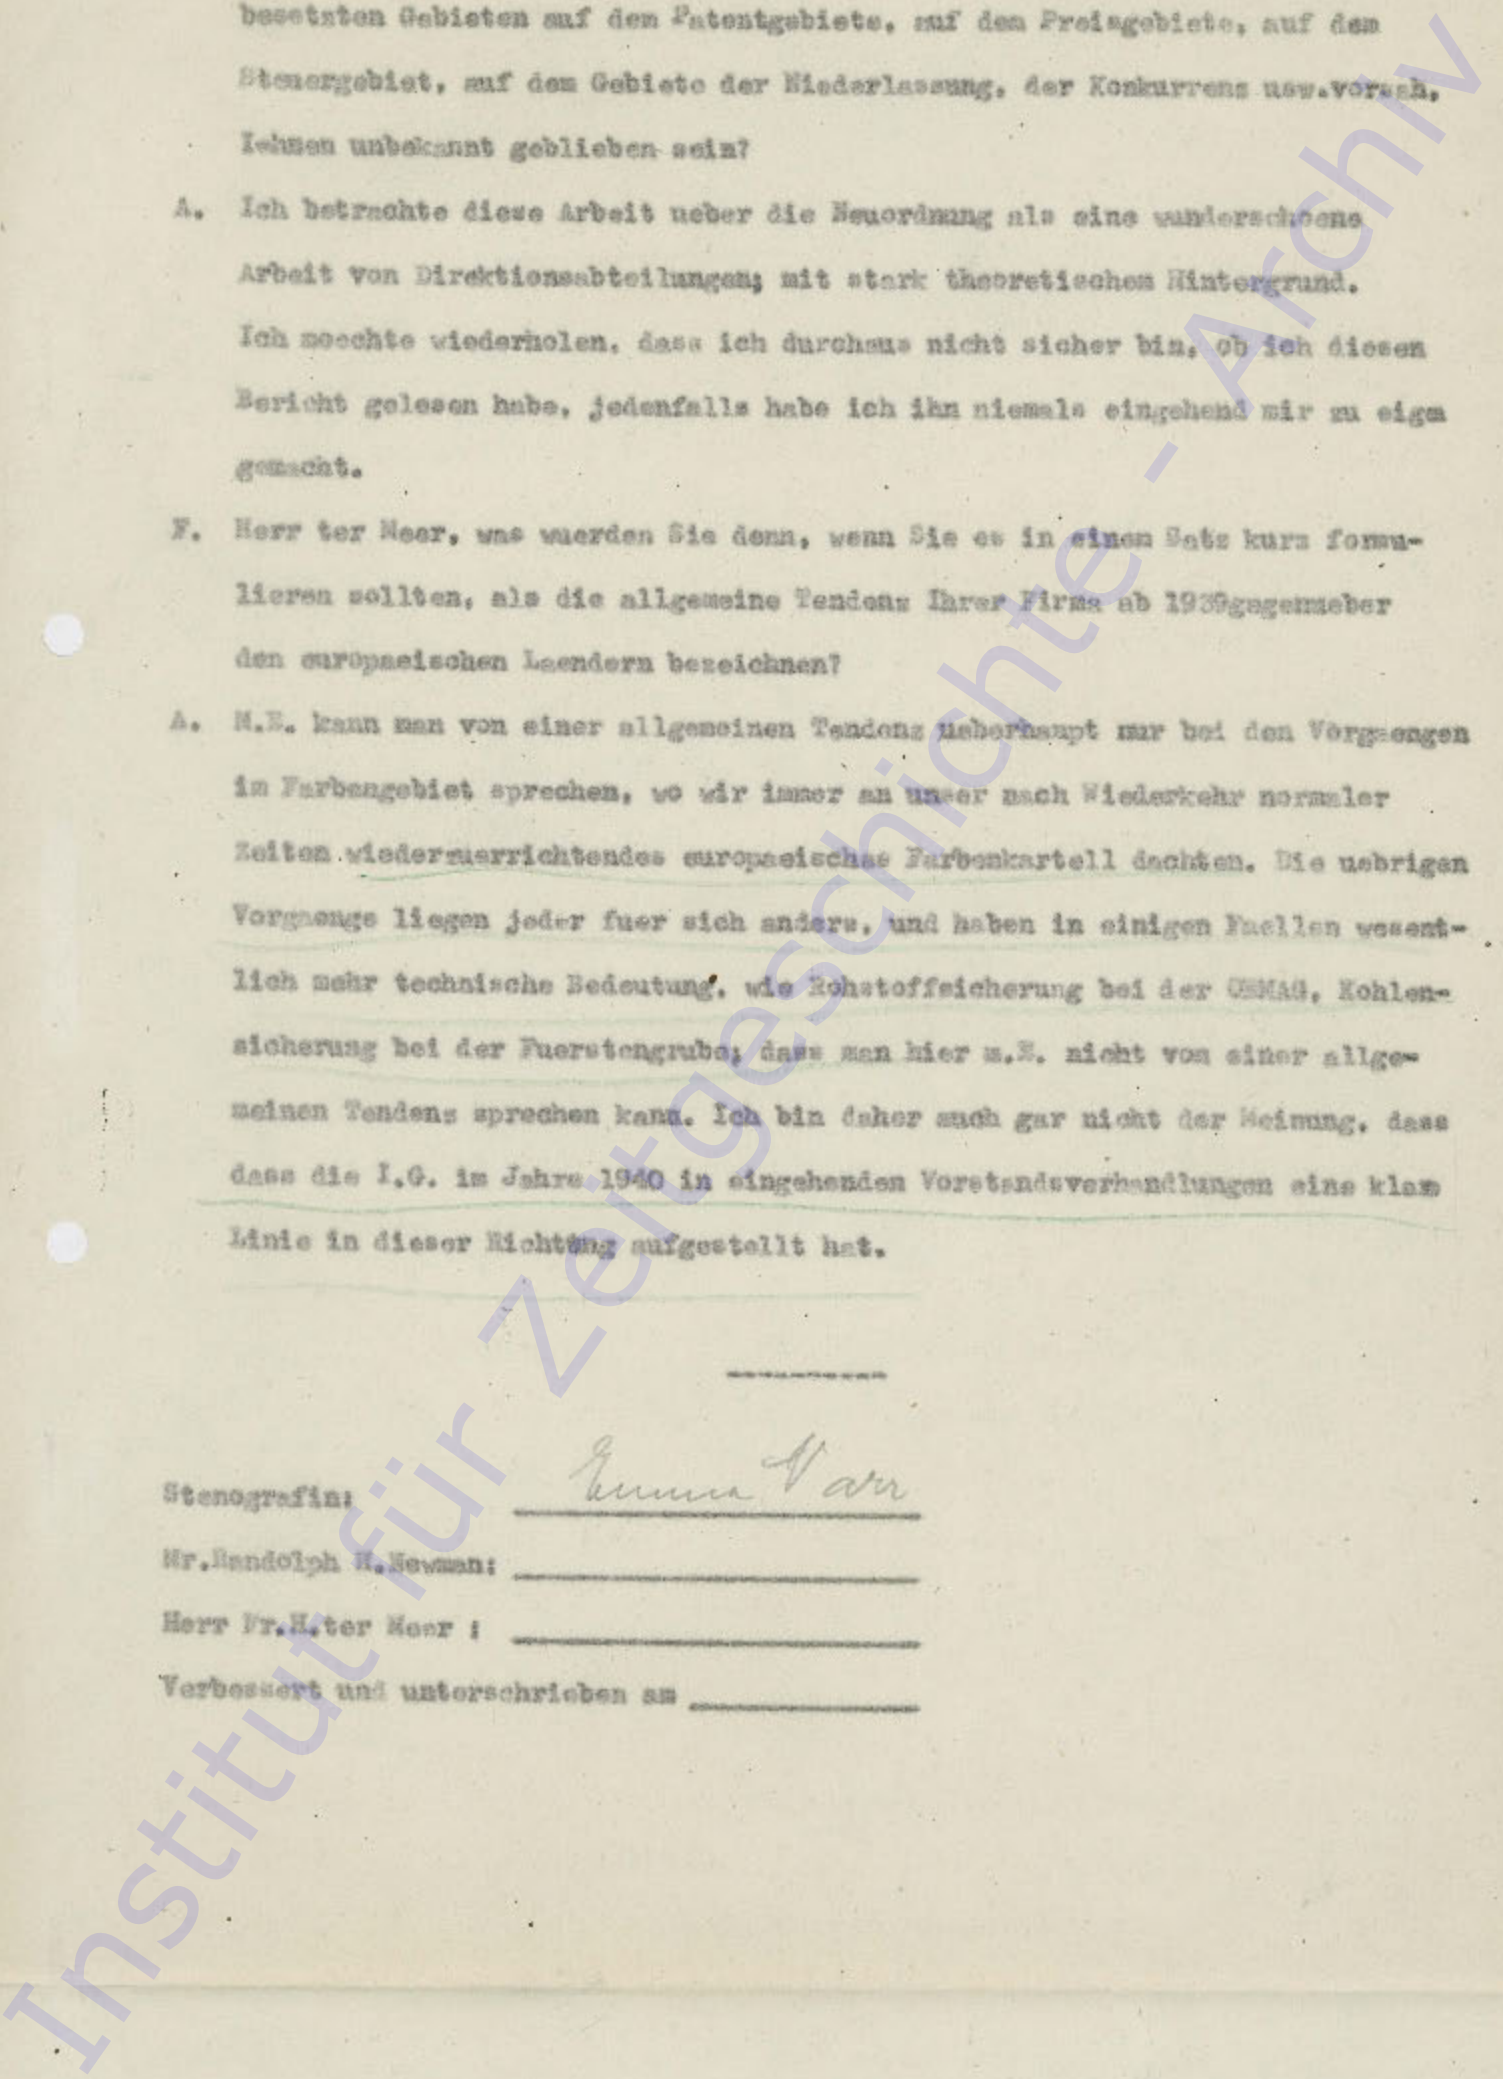 besetzten Gebieten auf dem Patentgebiete, auf dem Preisgebiete, auf dem
Steuergebiet, auf dem Gebiete der Niederlassung, der Konkurrenz usw.vorsah,
Iehnen unbekannt geblieben sein?
A. Ich betrachte diese Arbeit ueber die Neuordnung als eine wunderschoene
Arbeit von Direktionsabteilungen; mit stark theoretischem Hintergrund.
Ich moechte wiederholen, dass ich durchaus nicht sicher bin, ob ich diesen
Bericht gelesen habe, jedenfalls habe ich ihn niemals eingehend mir zu eigen
gemacht.
F. Herr ter Meer, was wuerden Sie denn, wenn Sie es in einem Satz kurz formu-
lieren sollten, als die allgemeine Tendenz Ihrer Firma ab 1939gegenueber
den europaeischen Laendern bezeichnen?
A. M.E. kann man von einer allgemeinen Tendenz ueberhaupt nur bei den Vorgaengen
im Farbengebiet sprechen, wo wir immer an unser nach Wiederkehr normaler
Zeiten wiederzuerrichtendes europaeisches Farbenkartell dachten. Die uebrigen
Vorgaenge liegen jeder fuer sich anders, und haben in einigen Faellen wesent-
lich mehr technische Bedeutung, wie Rohstoffsicherung bei der OSMAG, Kohlen-
sicherung bei der Fuerstengrube; dass man hier m.E. nicht von einer allge-
meinen Tendenz sprechen kann. Ich bin daher auch gar nicht der Meinung, dass
dass die I.G. im Jahre 1940 in eingehenden Vorstandsverhandlungen eine klare
Linie in dieser Richtung aufgestellt hat.
Stenografin: Emma
Mr.Randolph H.Newman:
Herr Fr.H.ter Meer :
Verbessert und unterschrieben am
Institut für Zeitgeschichte - Archiv